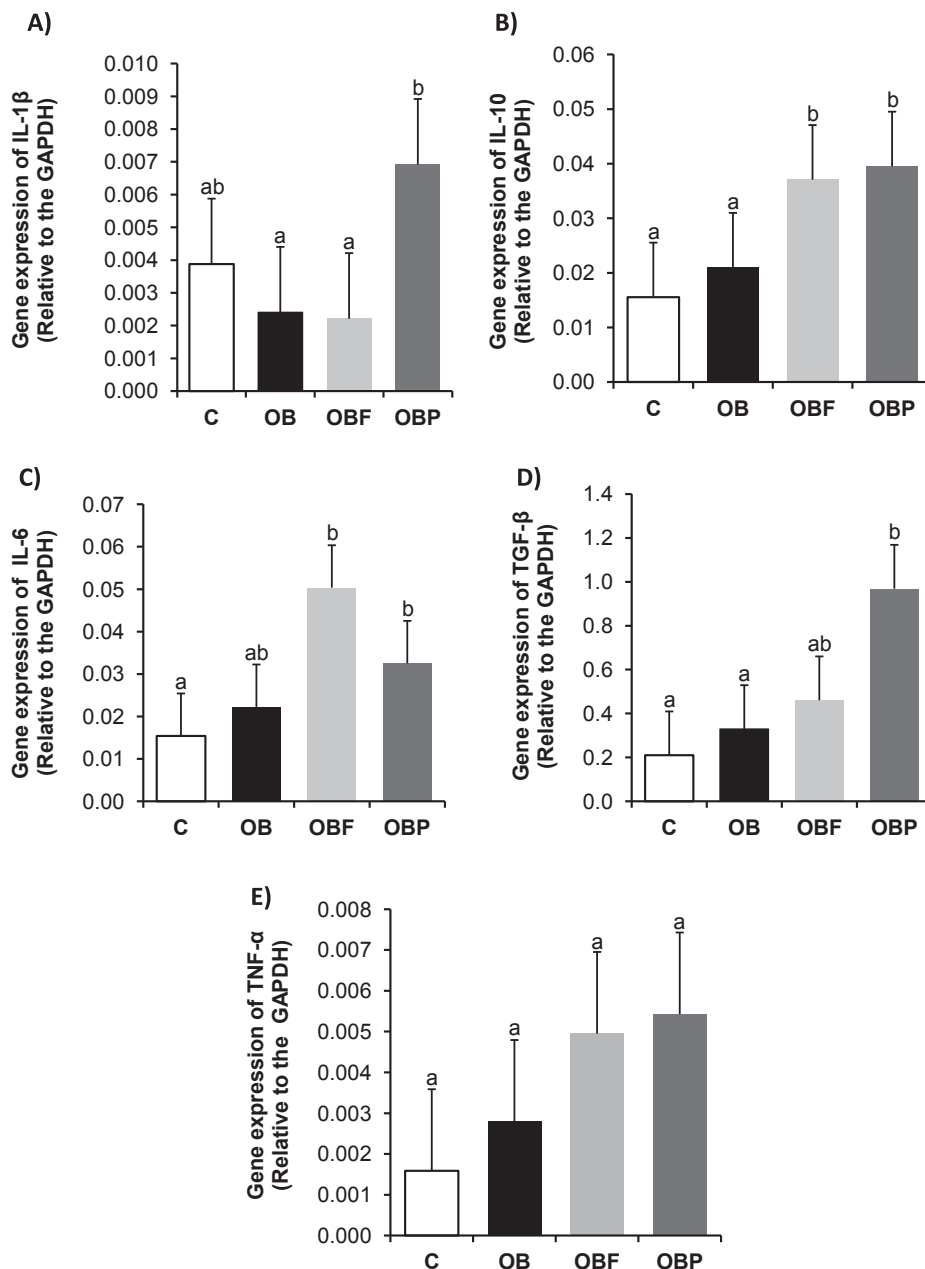 A)
Gene expression of IL-1β
(Relative to the GAPDH)
0.010
0.009
0.008
0.007
0.006
0.005
0.004
0.003
0.002
0.001
0.000
ab
a
a
b
C OB OBF OBP
B)
Gene expression of IL-10
(Relative to the GAPDH)
0.06
0.05
0.04
0.03
0.02
0.01
0.00
a
a
b
b
C OB OBF OBP
C)
Gene expression of IL-6
(Relative to the GAPDH)
0.07
0.06
0.05
0.04
0.03
0.02
0.01
0.00
a
ab
b
b
C OB OBF OBP
D)
Gene expression of TGF-β
(Relative to the GAPDH)
1.4
1.2
1.0
0.8
0.6
0.4
0.2
0.0
a
a
ab
b
C OB OBF OBP
E)
Gene expression of TNF-α
(Relative to the GAPDH)
0.008
0.007
0.006
0.005
0.004
0.003
0.002
0.001
0.000
a
a
a
a
C OB OBF OBP